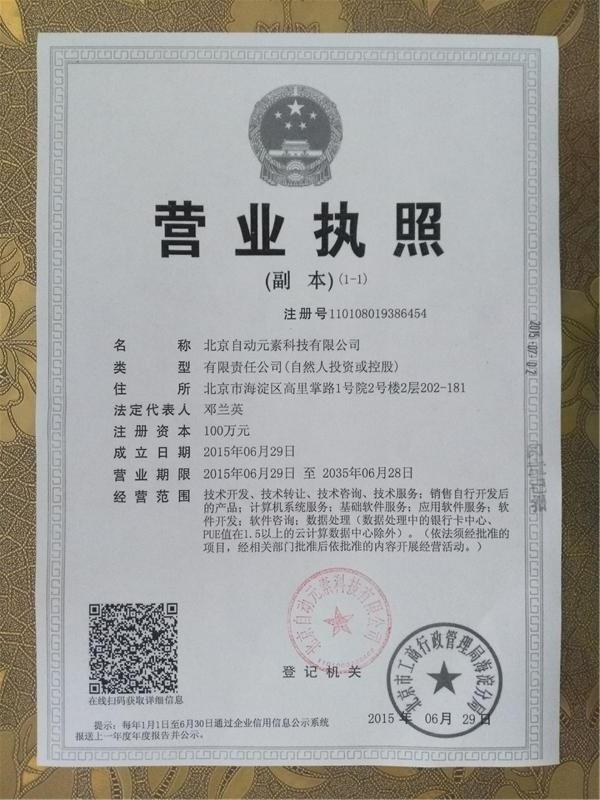 营业执照
(副 本)(1-1)
注册号110108019386454
名 称 北京自动元素科技有限公司
类 型 有限责任公司(自然人投资或控股)
住 所 北京市海淀区高里掌路1号院2号楼2层202-181
法定代表人 邓兰英
注册资本 100万元
成立日期 2015年06月29日
营业期限 2015年06月29日 至 2035年06月28日
经营范围 技术开发、技术转让、技术咨询、技术服务；销售自行开发后
的产品；计算机系统服务；基础软件服务；应用软件服务；软
件开发；软件咨询；数据处理（数据处理中的银行卡中心、
PUE值在1.5以上的云计算数据中心除外）。（依法须经批准的
项目，经相关部门批准后依批准的内容开展经营活动。）
北京自动元素科技有限公司
登记机关
北京市工商行政管理局海淀分局
2015年 06月 29日
在线扫码获取详细信息
提示：每年1月1日至6月30日通过企业信用信息公示系统
报送上一年度年度报告并公示。